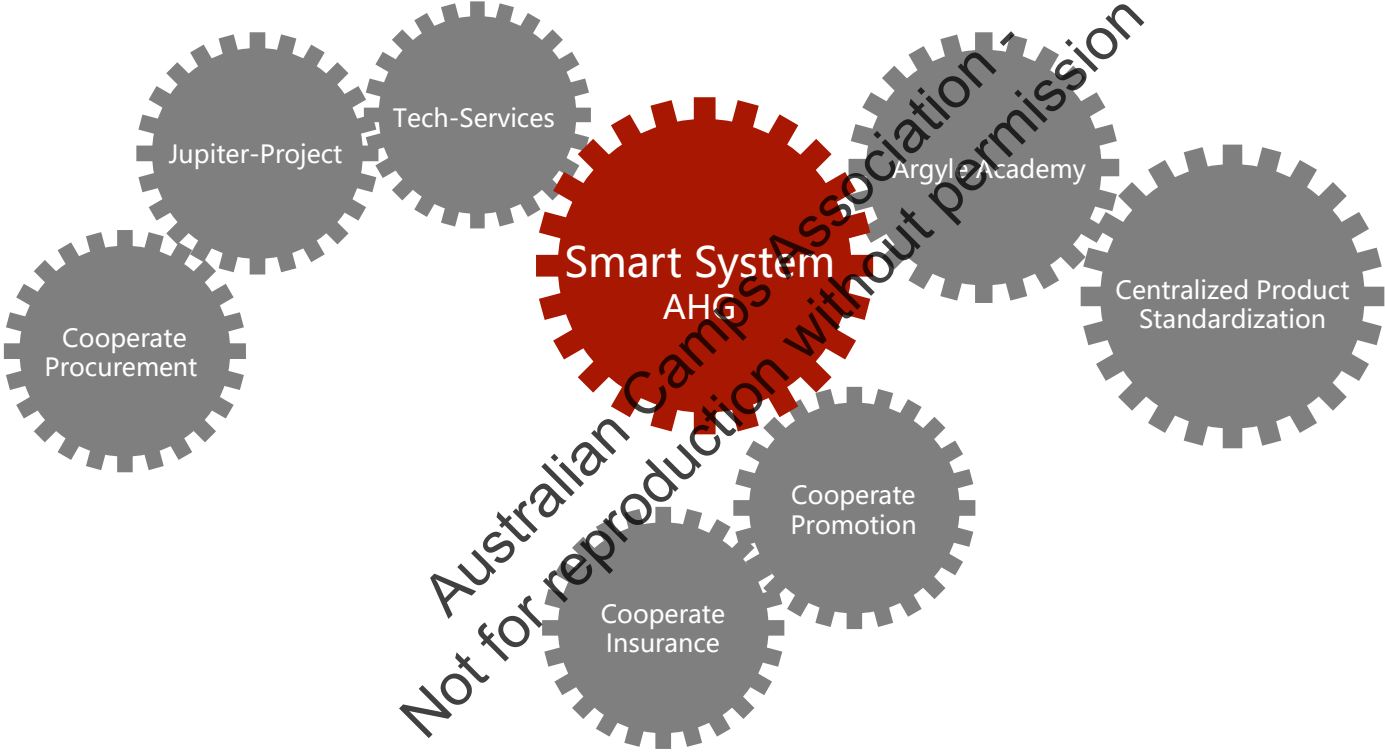 Tech-Services
Jupiter-Project
Argyle Academy
Smart System
AHG
Centralized Product
Standardization
Cooperate
Procurement
Cooperate
Promotion
Cooperate
Insurance
Australian Camps Association -
Not for reproduction without permission